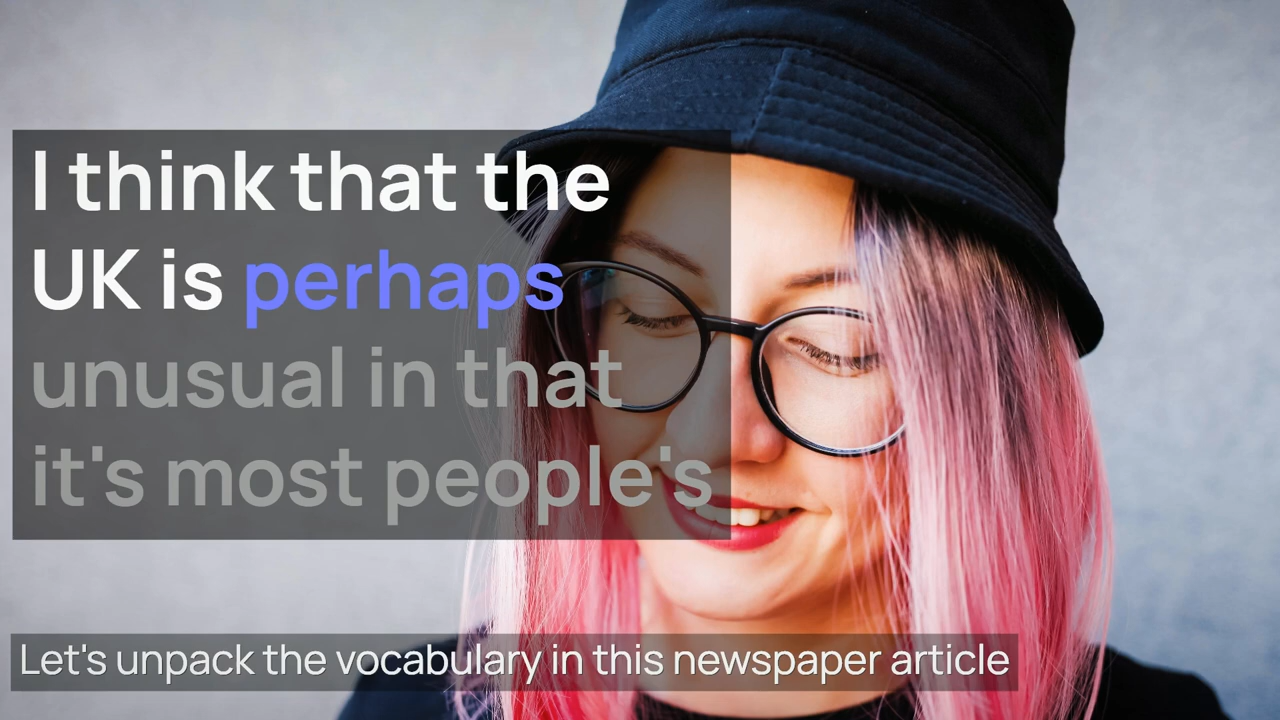 I think that the
UK is perhaps
unusual in that
it's most people's
Let's unpack the vocabulary in this newspaper article